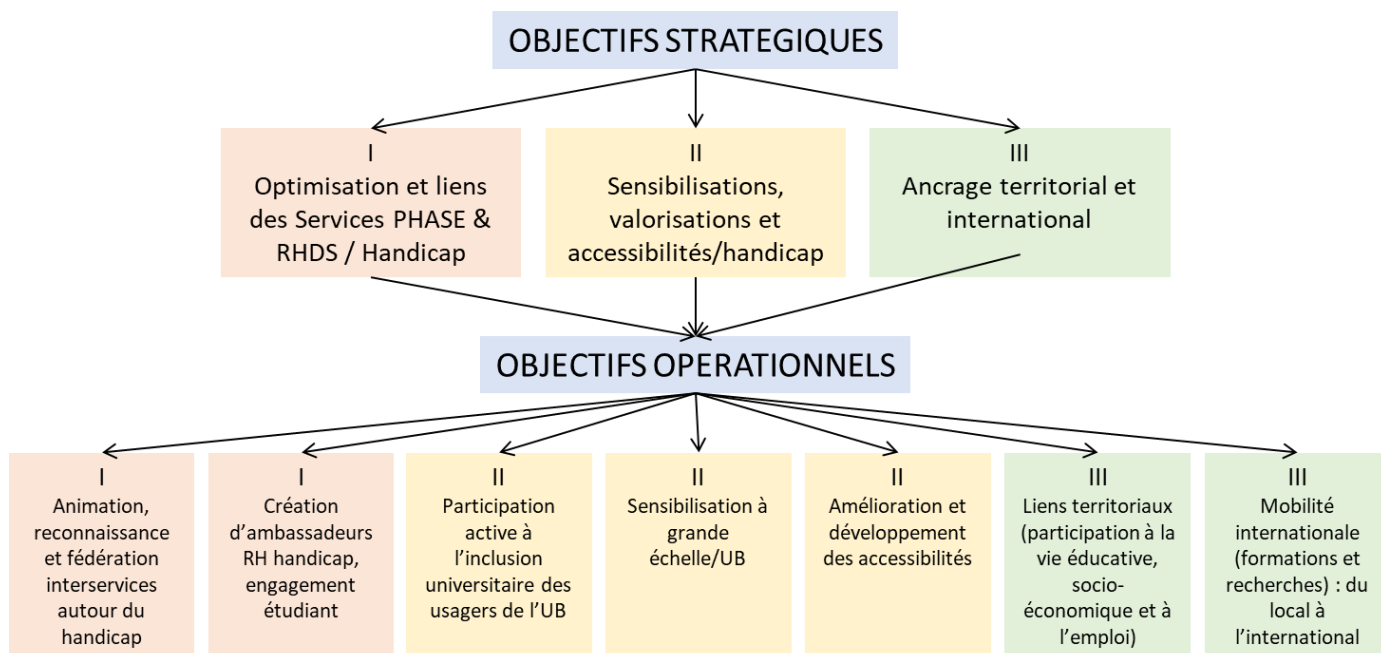 OBJECTIFS STRATEGIQUES
I
Optimisation et liens
des Services PHASE &
RHDS / Handicap
II
Sensibilisations,
valorisations et
accessibilités/handicap
III
Ancrage territorial et
international
OBJECTIFS OPERATIONNELS
I
Animation,
reconnaissance
et fédération
interservices
autour du
handicap
I
Création
d’ambassadeurs
RH handicap,
engagement
étudiant
II
Participation
active à
l’inclusion
universitaire des
usagers de l’UB
II
Sensibilisation à
grande
échelle/UB
II
Amélioration et
développement
des accessibilités
III
Liens territoriaux
(participation à la
vie éducative,
socio-
économique et à
l’emploi)
III
Mobilité
internationale
(formations et
recherches) : du
local à
l’international